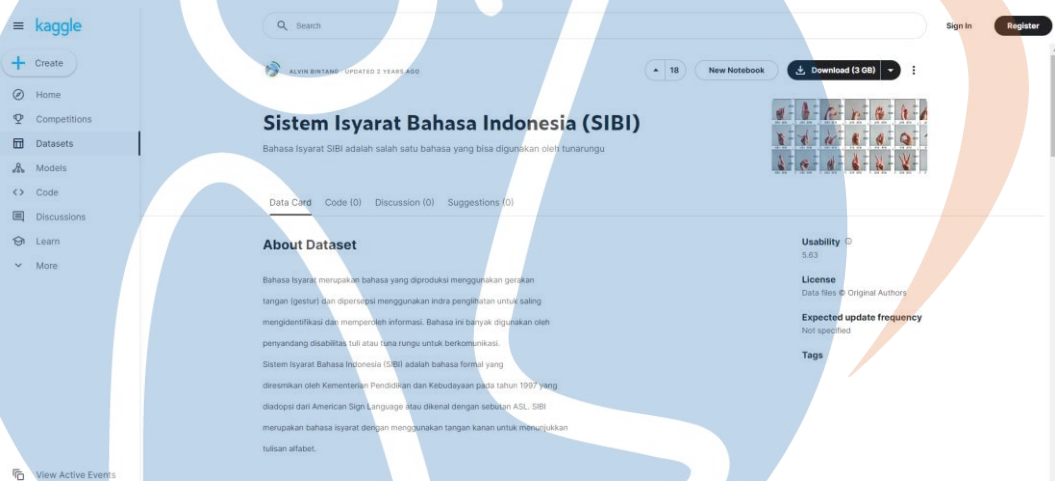 kaggle
Search
Sign In
Register
Create
Home
Competitions
Datasets
Models
Code
Discussions
Learn
More
View Active Events
ALVIN BINTANG · UPDATED 2 YEARS AGO
18
New Notebook
Download (3 GB)
Sistem Isyarat Bahasa Indonesia (SIBI)
Bahasa Isyarat SIBI adalah salah satu bahasa yang bisa digunakan oleh tunarungu
Data Card Code (0) Discussion (0) Suggestions (0)
About Dataset
Bahasa Isyarat merupakan bahasa yang diproduksi menggunakan gerakan
tangan (gestur) dan dipersepsi menggunakan indra penglihatan untuk saling
mengidentifikasi dan memperoleh informasi. Bahasa ini banyak digunakan oleh
penyandang disabilitas tuli atau tuna rungu untuk berkomunikasi.
Sistem Isyarat Bahasa Indonesia (SIBI) adalah bahasa formal yang
diresmikan oleh Kementerian Pendidikan dan Kebudayaan pada tahun 1997 yang
diadopsi dari American Sign Language atau dikenal dengan sebutan ASL. SIBI
merupakan bahasa isyarat dengan menggunakan tangan kanan untuk menunjukkan
tulisan alfabet.
Usability
5.63
License
Data files © Original Authors
Expected update frequency
Not specified
Tags